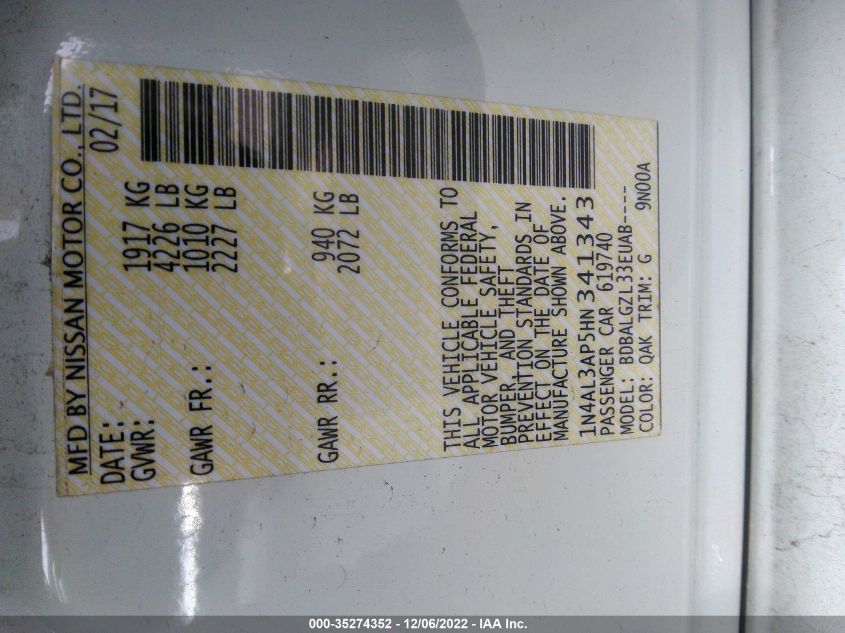 MFD BY NISSAN MOTOR CO., LTD.
DATE: 02/17
GVWR: 1917 KG
4226 LB
GAWR FR.: 1010 KG
2227 LB
GAWR RR.: 940 KG
2072 LB
THIS VEHICLE CONFORMS TO
ALL APPLICABLE FEDERAL
MOTOR VEHICLE SAFETY,
BUMPER, AND THEFT
PREVENTION STANDARDS IN
EFFECT ON THE DATE OF
MANUFACTURE SHOWN ABOVE.
1N4AL3AP5HN341343
PASSENGER CAR 619740
MODEL: BDBALGZL33EUAB----
COLOR: QAK TRIM: G 9N00A
000-35274352 - 12/06/2022 - IAA Inc.